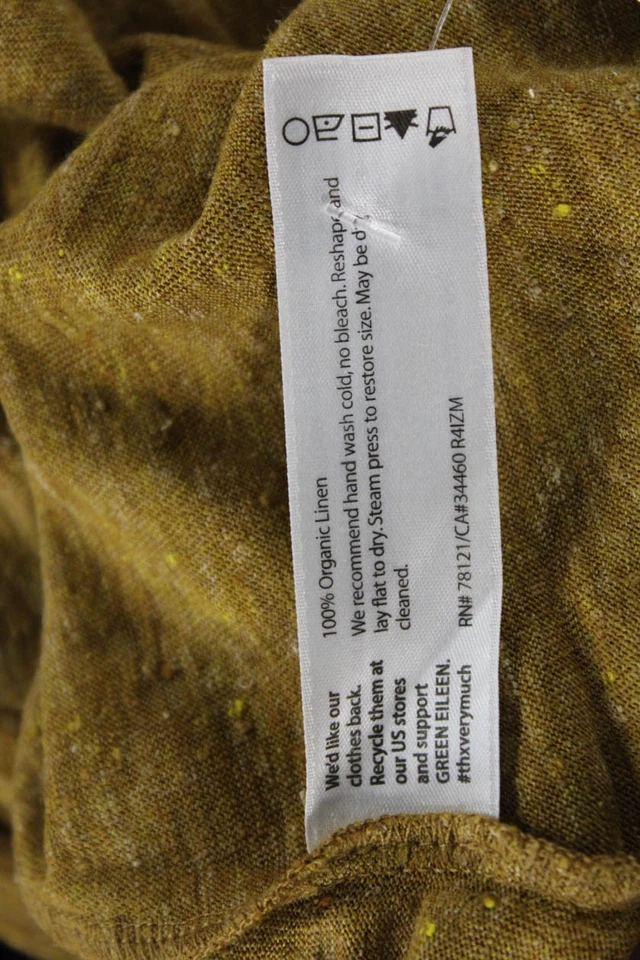 We'd like our
clothes back.
Recycle them at
our US stores
and support
GREEN EILEEN.
#thxverymuch
100% Organic Linen
We recommend hand wash cold, no bleach. Reshape and
lay flat to dry. Steam press to restore size. May be dry
cleaned.
RN# 78121/CA#34460 R4IZM